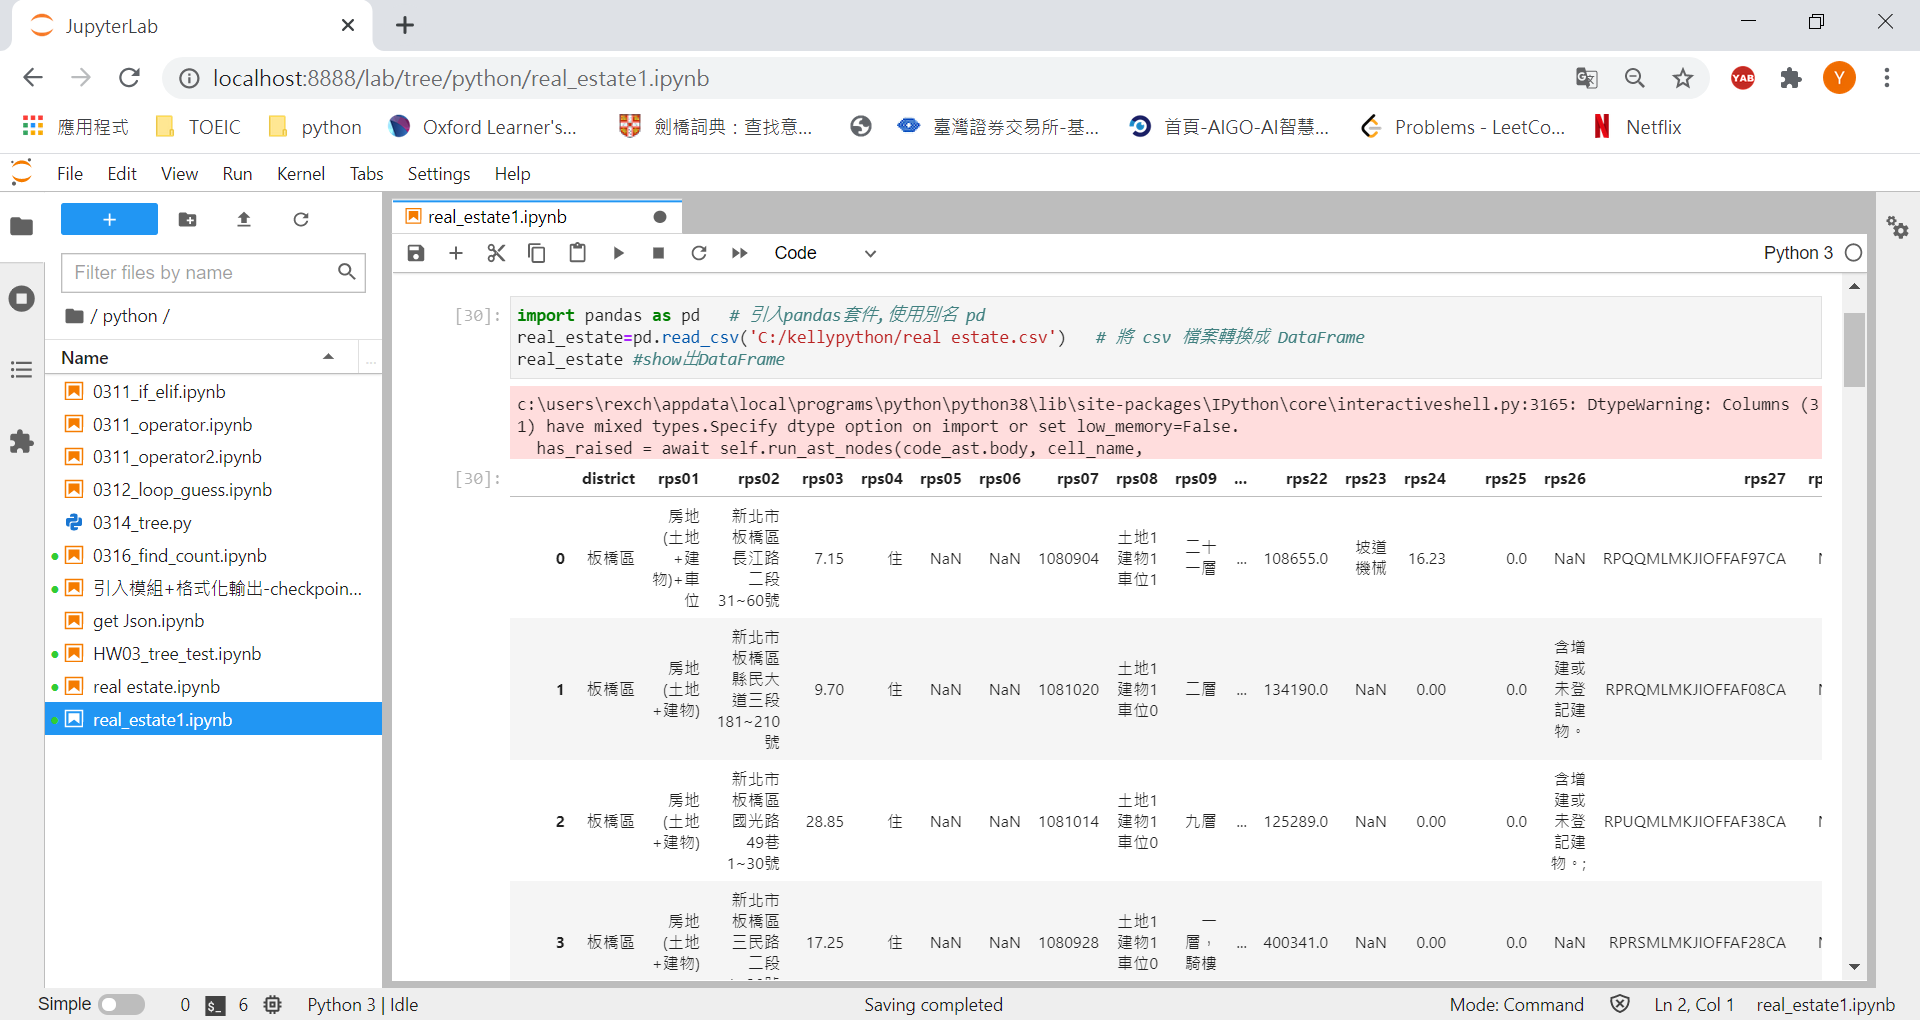 JupyterLab
localhost:8888/lab/tree/python/real_estate1.ipynb
YAB
Y
應用程式
TOEIC
python
Oxford Learner's...
劍橋詞典：查找意...
臺灣證券交易所-基...
首頁-AIGO-AI智慧...
Problems - LeetCo...
Netflix
File Edit View Run Kernel Tabs Settings Help
Filter files by name
/ python /
Name
...
0311_if_elif.ipynb
0311_operator.ipynb
0311_operator2.ipynb
0312_loop_guess.ipynb
0314_tree.py
0316_find_count.ipynb
引入模組+格式化輸出-checkpoin...
get Json.ipynb
HW03_tree_test.ipynb
real estate.ipynb
real_estate1.ipynb
real_estate1.ipynb
Code
Python 3
[30]:
import pandas as pd # 引入pandas套件,使用別名 pd
real_estate=pd.read_csv('C:/kellypython/real estate.csv') # 將 csv 檔案轉換成 DataFrame
real_estate #show出DataFrame
c:\users\rexch\appdata\local\programs\python\python38\lib\site-packages\IPython\core\interactiveshell.py:3165: DtypeWarning: Columns (3
1) have mixed types.Specify dtype option on import or set low_memory=False.
has_raised = await self.run_ast_nodes(code_ast.body, cell_name,
[30]:
district rps01 rps02 rps03 rps04 rps05 rps06 rps07 rps08 rps09 ... rps22 rps23 rps24 rps25 rps26 rps27 rp
0
板橋區
房地
(土地
+建
物)+車
位
新北市
板橋區
長江路
二段
31~60號
7.15 住 NaN NaN 1080904
土地1
建物1
車位1
二十
一層
... 108655.0
坡道
機械
16.23 0.0 NaN RPQQMLMKJIOFFAF97CA
1
板橋區
房地
(土地
+建物)
新北市
板橋區
縣民大
道三段
181~210
號
9.70 住 NaN NaN 1081020
土地1
建物1
車位0
二層
... 134190.0 NaN 0.00 0.0
含增
建或
未登
記建
物。
RPRQMLMKJIOFFAF08CA
2
板橋區
房地
(土地
+建物)
新北市
板橋區
國光路
49巷
1~30號
28.85 住 NaN NaN 1081014
土地1
建物1
車位0
九層
... 125289.0 NaN 0.00 0.0
含增
建或
未登
記建
物。;
RPUQMLMKJIOFFAF38CA
3
板橋區
房地
(土地
+建物)
新北市
板橋區
三民路
二段
17.25 住 NaN NaN 1080928
土地1
建物1
車位0
一
層，
騎樓
... 400341.0 NaN 0.00 0.0 NaN RPRSMLMKJIOFFAF28CA
Simple 0 $_ 6 Python 3 | Idle
Saving completed
Mode: Command
Ln 2, Col 1
real_estate1.ipynb